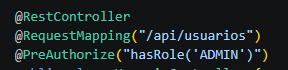 @RestController
@RequestMapping("/api/usuarios")
@PreAuthorize("hasRole('ADMIN')")